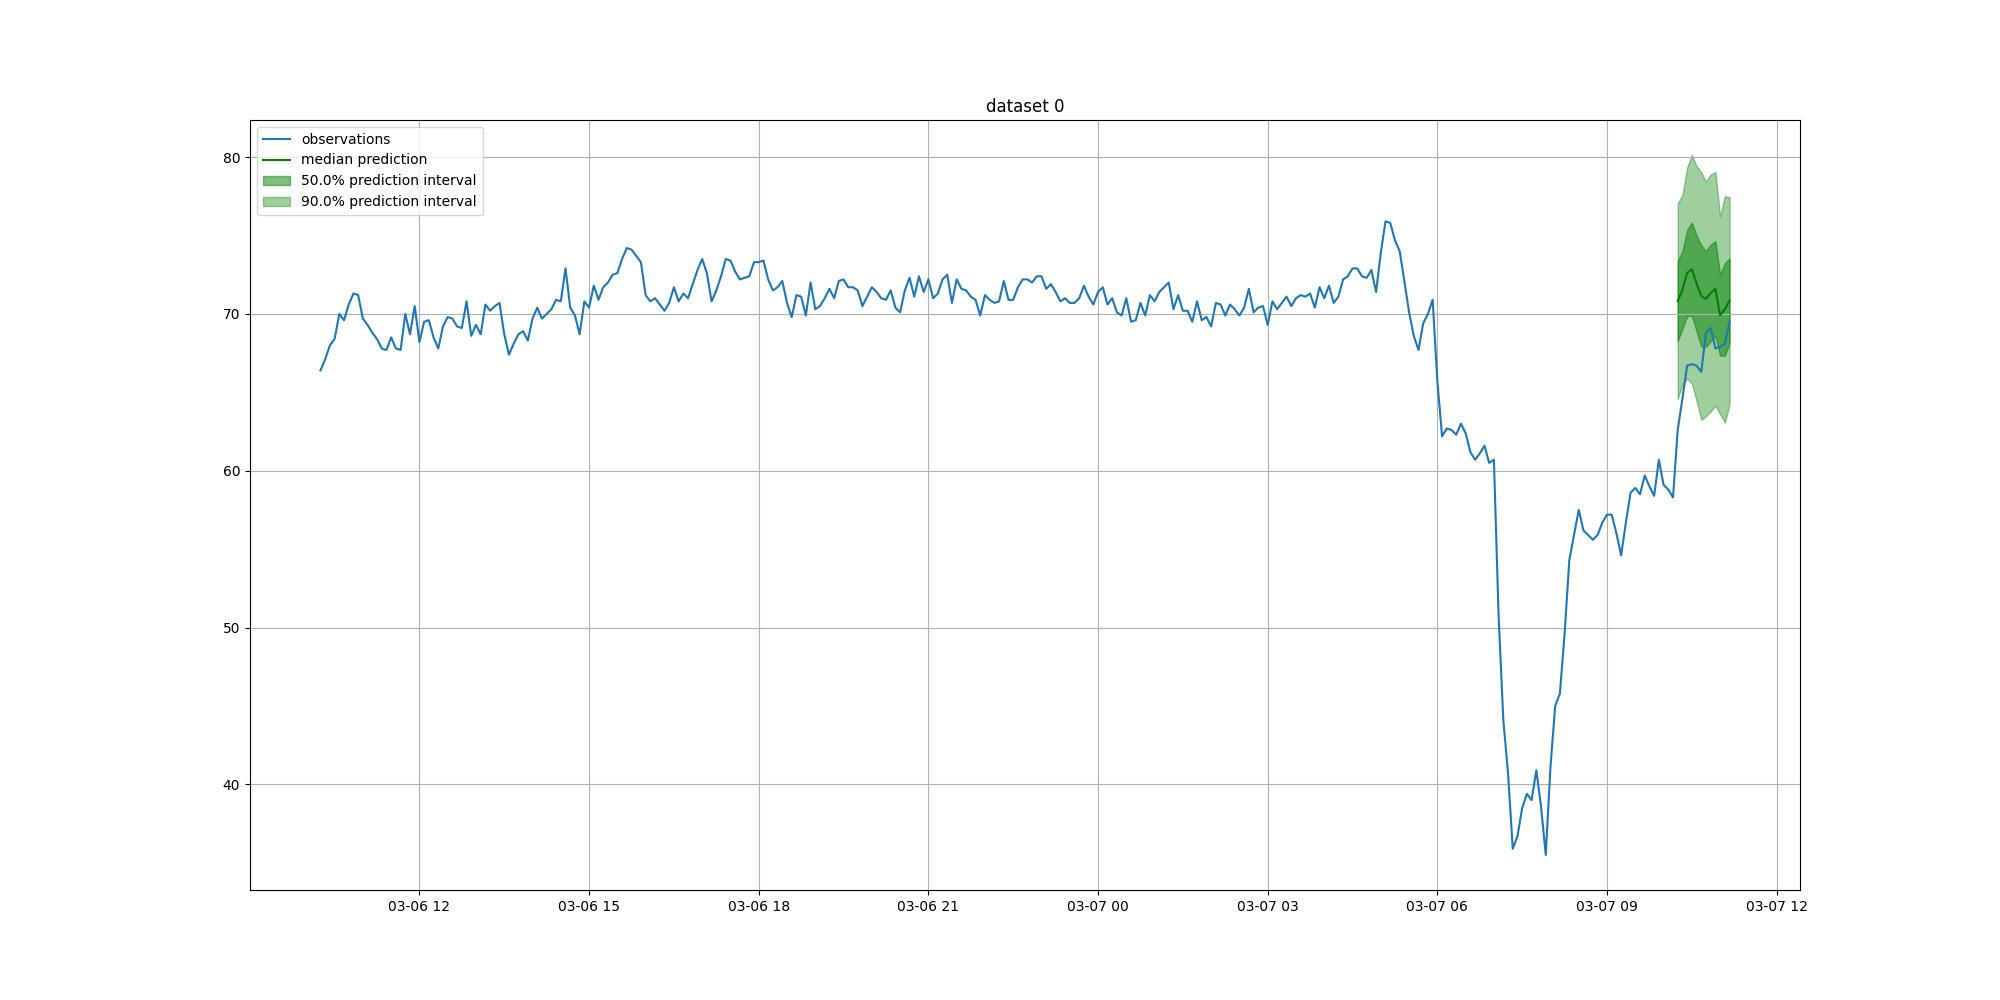 dataset 0
observations
median prediction
50.0% prediction interval
90.0% prediction interval
80
70
60
50
40
03-06 12
03-06 15
03-06 18
03-06 21
03-07 00
03-07 03
03-07 06
03-07 09
03-07 12